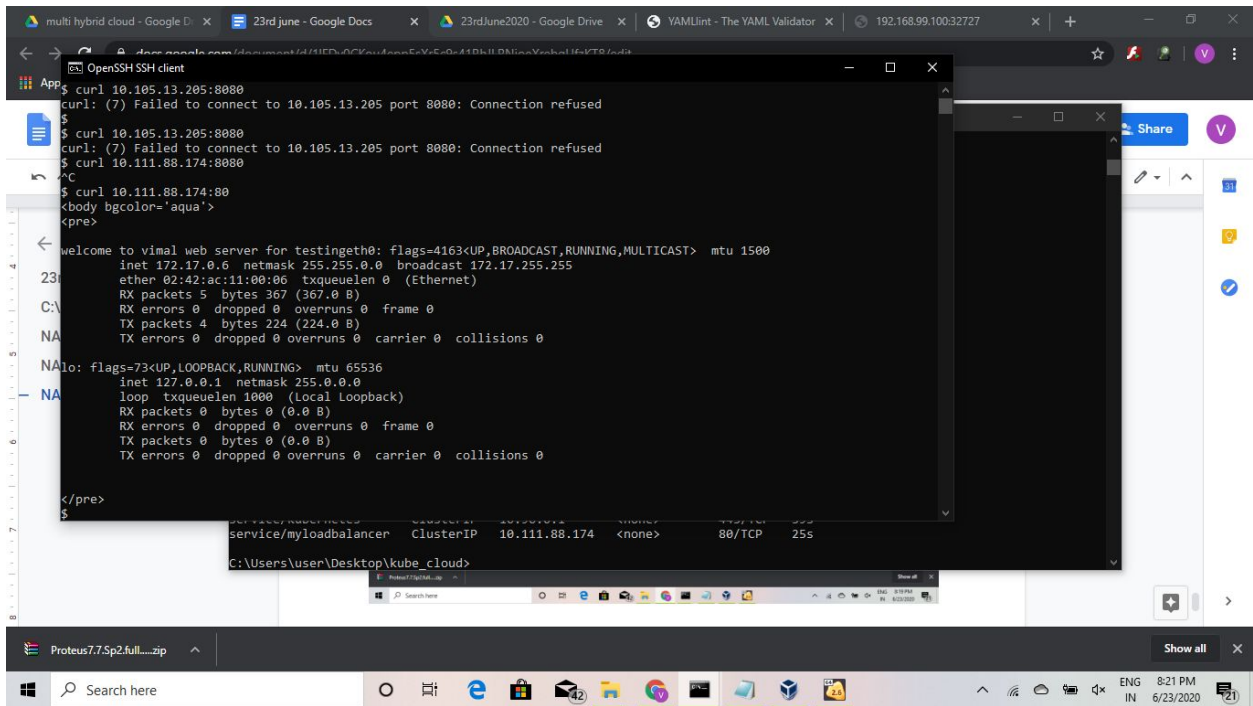 multi hybrid cloud - Google D
23rd june - Google Docs
23rdJune2020 - Google Drive
YAMLlint - The YAML Validator
192.168.99.100:32727
App
OpenSSH SSH client
$ curl 10.105.13.205:8080
curl: (7) Failed to connect to 10.105.13.205 port 8080: Connection refused
$
$ curl 10.105.13.205:8080
curl: (7) Failed to connect to 10.105.13.205 port 8080: Connection refused
$ curl 10.111.88.174:8080
^C
$ curl 10.111.88.174:80
<body bgcolor='aqua'>
<pre>
welcome to vimal web server for testingeth0: flags=4163<UP,BROADCAST,RUNNING,MULTICAST>  mtu 1500
inet 172.17.0.6  netmask 255.255.0.0  broadcast 172.17.255.255
ether 02:42:ac:11:00:06  txqueuelen 0  (Ethernet)
RX packets 5  bytes 367 (367.0 B)
RX errors 0  dropped 0  overruns 0  frame 0
TX packets 4  bytes 224 (224.0 B)
TX errors 0  dropped 0 overruns 0  carrier 0  collisions 0
lo: flags=73<UP,LOOPBACK,RUNNING>  mtu 65536
inet 127.0.0.1  netmask 255.0.0.0
loop  txqueuelen 1000  (Local Loopback)
RX packets 0  bytes 0 (0.0 B)
RX errors 0  dropped 0  overruns 0  frame 0
TX packets 0  bytes 0 (0.0 B)
TX errors 0  dropped 0 overruns 0  carrier 0  collisions 0
</pre>
$
Share
V
V
31
23r
C:\
NA
NA
NA
service/myloadbalancer   ClusterIP   10.111.88.174   <none>        80/TCP    25s
C:\Users\user\Desktop\kube_cloud>
Proteus7.7.Sp2.full.....zip
Show all
Search here
42
ENG
IN
8:21 PM
6/23/2020
21